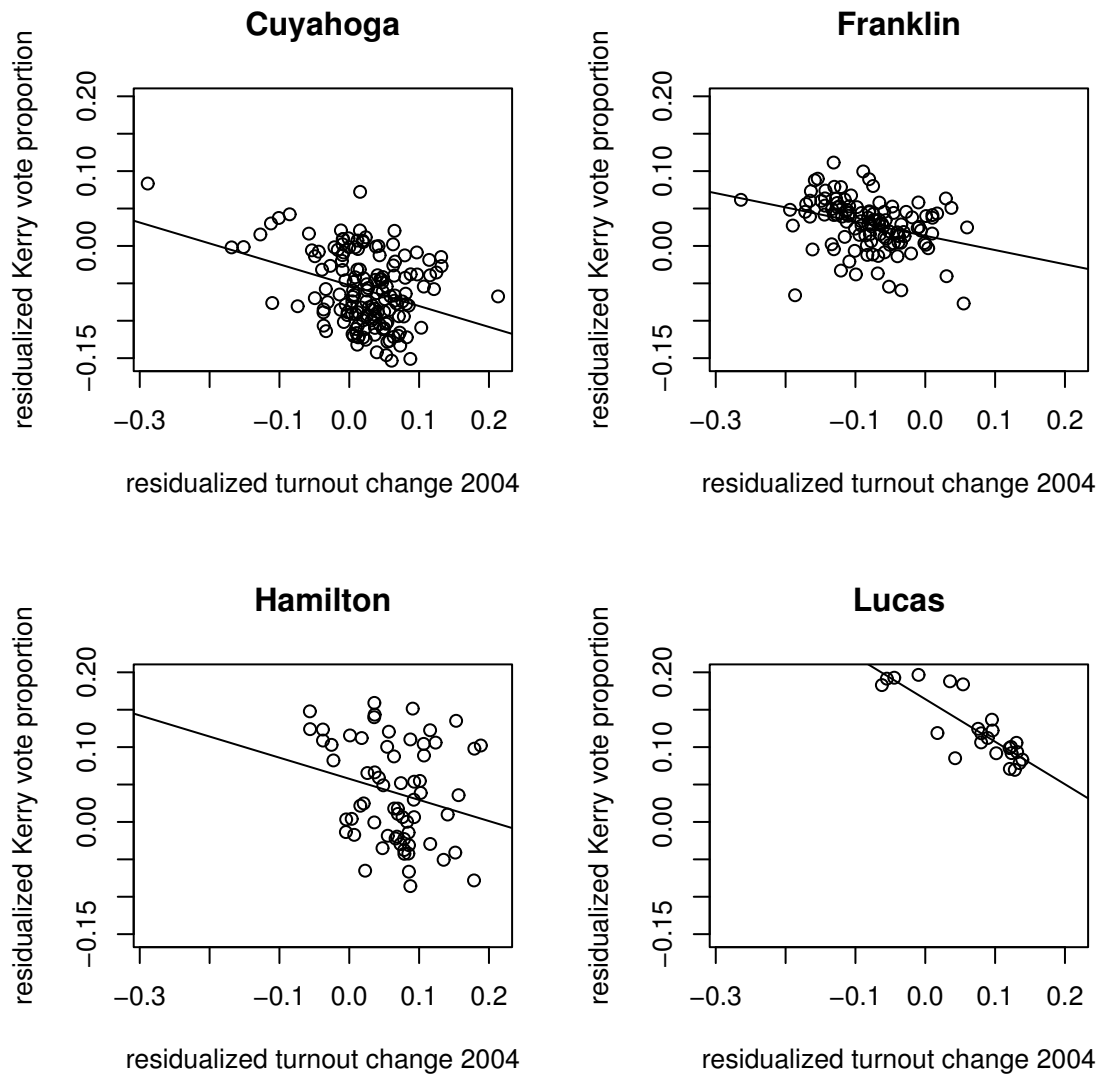 Cuyahoga
residualized Kerry vote proportion
0.20
0.10
0.00
−0.15
−0.3 −0.1 0.0 0.1 0.2
residualized turnout change 2004
Franklin
residualized Kerry vote proportion
0.20
0.10
0.00
−0.15
−0.3 −0.1 0.0 0.1 0.2
residualized turnout change 2004
Hamilton
residualized Kerry vote proportion
0.20
0.10
0.00
−0.15
−0.3 −0.1 0.0 0.1 0.2
residualized turnout change 2004
Lucas
residualized Kerry vote proportion
0.20
0.10
0.00
−0.15
−0.3 −0.1 0.0 0.1 0.2
residualized turnout change 2004